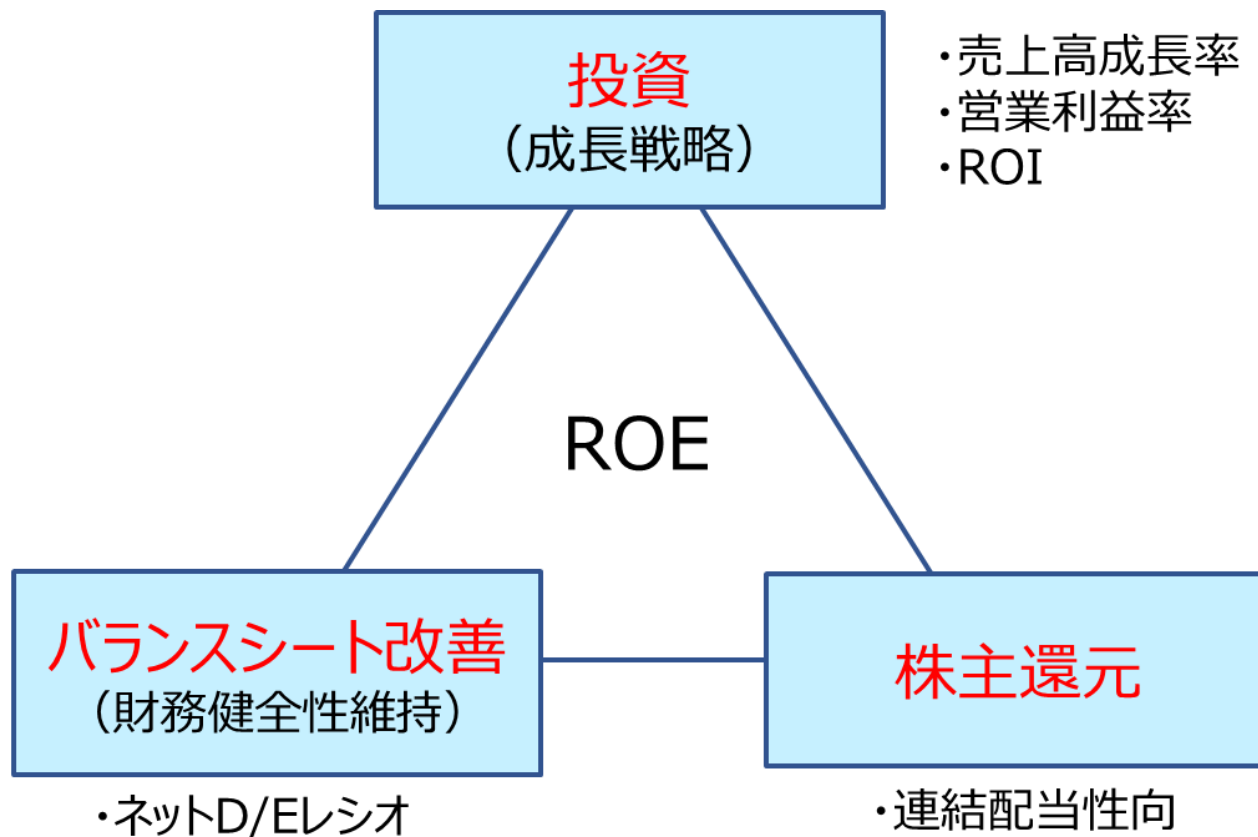 投資
（成長戦略）
・売上高成長率
・営業利益率
・ROI
ROE
バランスシート改善
（財務健全性維持）
・ネットD/Eレシオ
株主還元
・連結配当性向